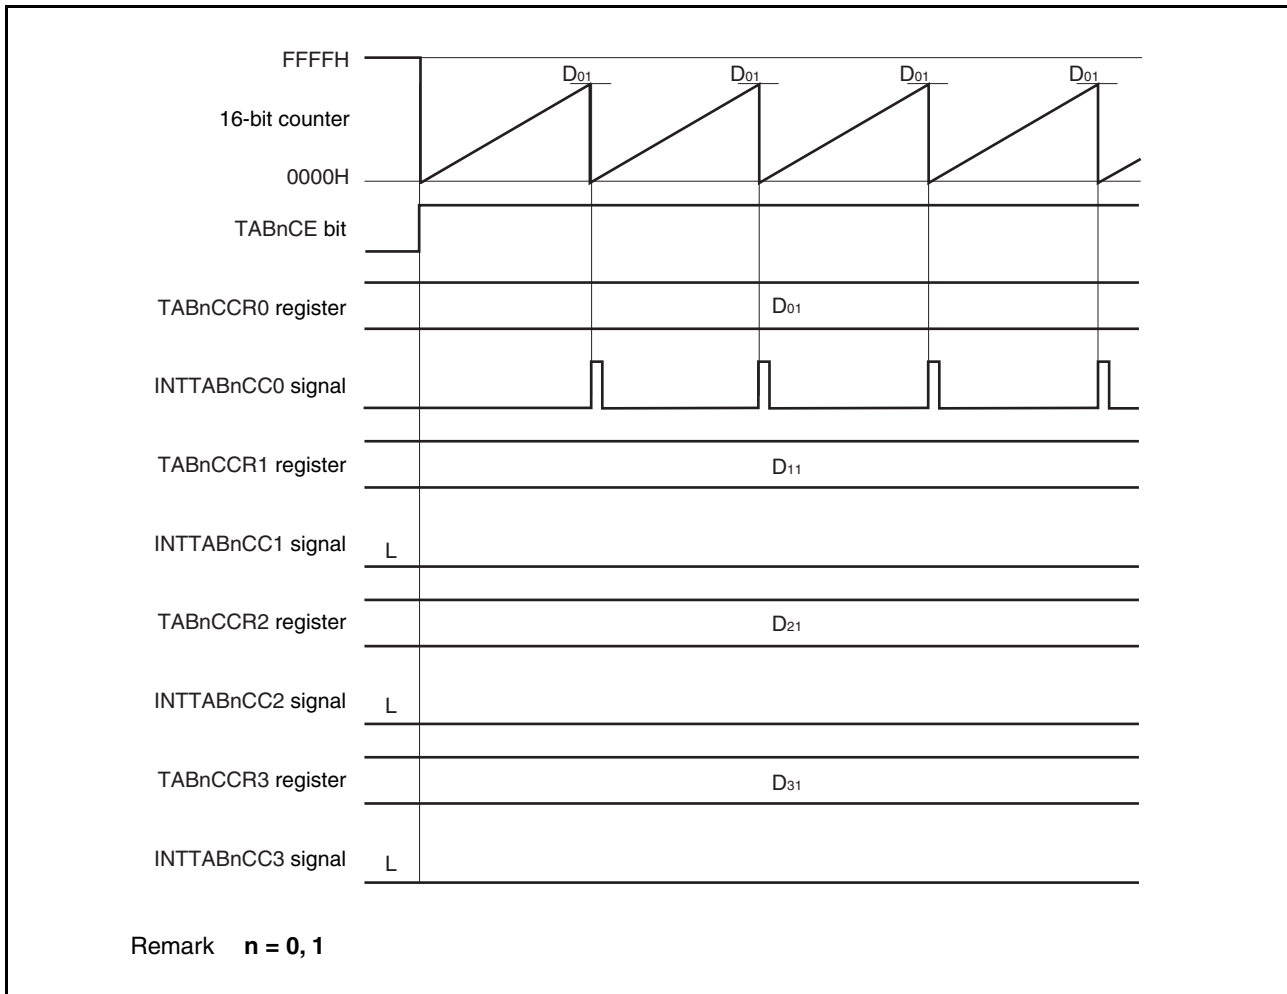 FFFFH
D01 D01 D01 D01
16-bit counter
0000H
TABnCE bit
TABnCCR0 register D01
INTTABnCC0 signal
TABnCCR1 register D11
INTTABnCC1 signal L
TABnCCR2 register D21
INTTABnCC2 signal L
TABnCCR3 register D31
INTTABnCC3 signal L
Remark n = 0, 1